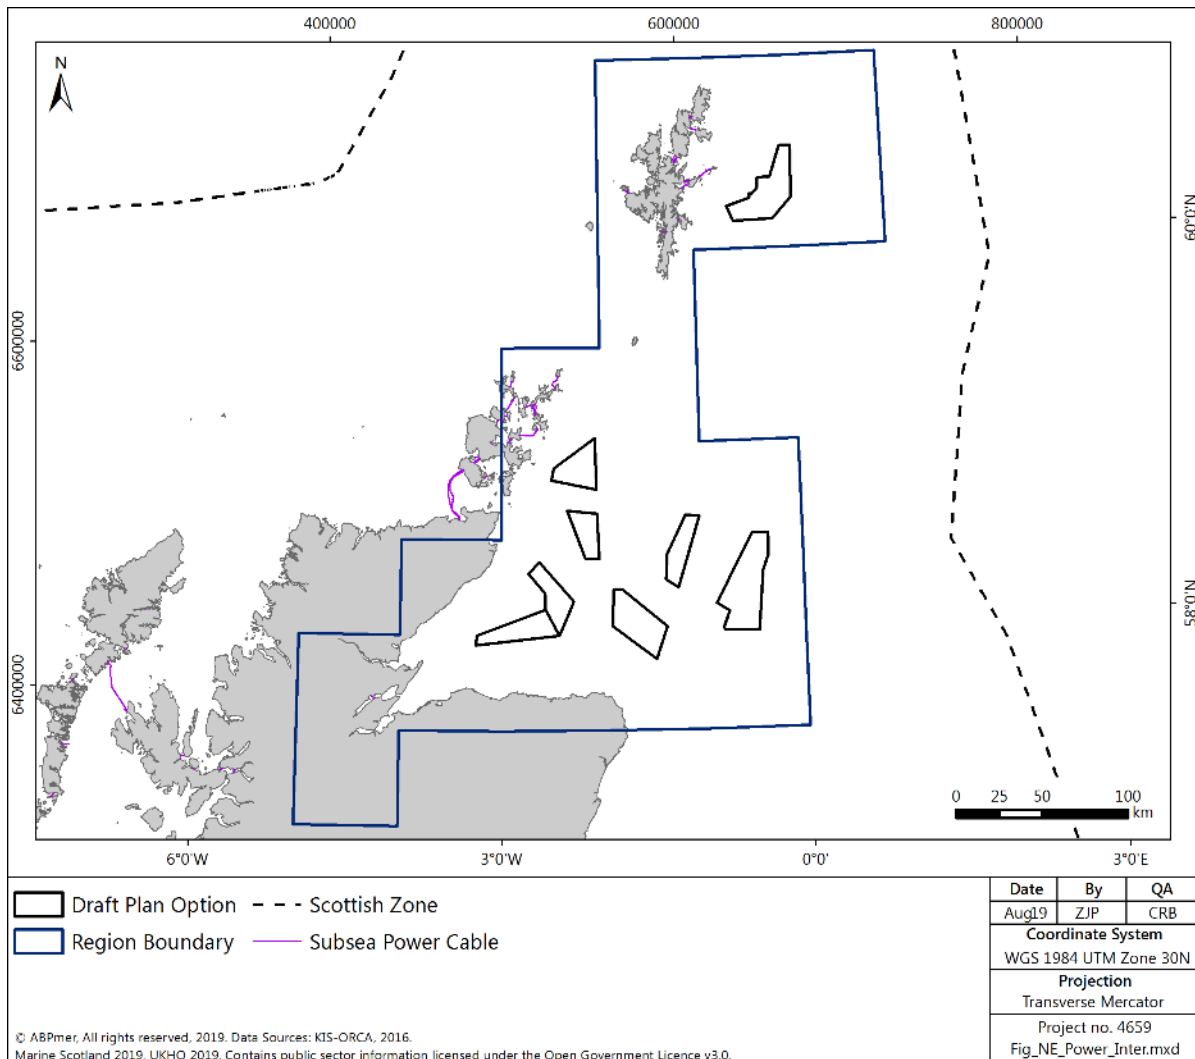 400000 600000 800000
N
60°0'N
6600000
58°0'N
6400000
0 25 50 100
km
6°0'W 3°0'W 0°0' 3°0'E
Draft Plan Option Scottish Zone
Region Boundary Subsea Power Cable
Date By QA
Aug19 ZJP CRB
Coordinate System
WGS 1984 UTM Zone 30N
Projection
Transverse Mercator
Project no. 4659
Fig_NE_Power_Inter.mxd
© ABPmer, All rights reserved, 2019. Data Sources: KIS-ORCA, 2016.
Marine Scotland 2019. UKHO 2019. Contains public sector information licensed under the Open Government Licence v3.0.